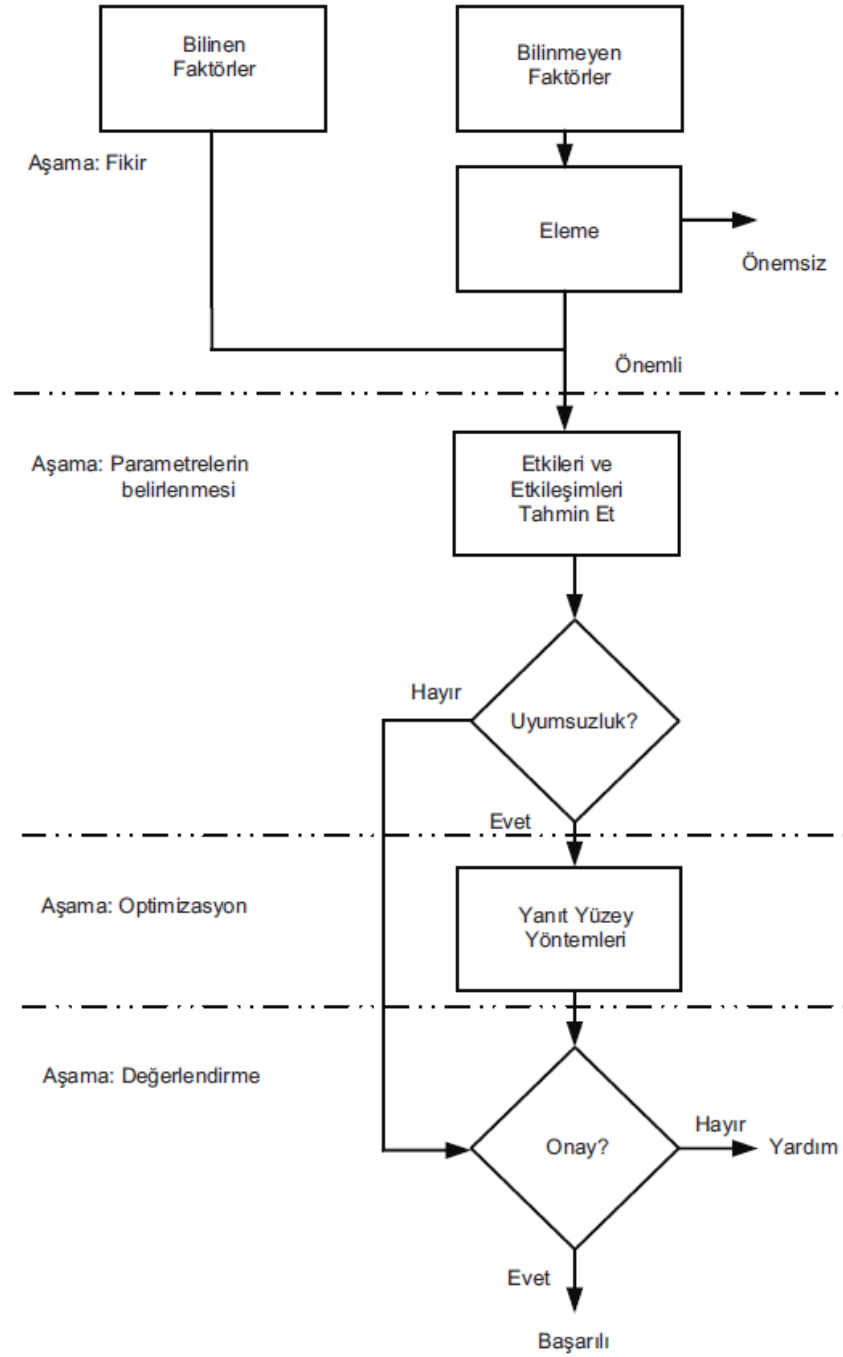 Bilinen
Faktörler
Bilinmeyen
Faktörler
Aşama: Fikir
Eleme
Önemsiz
Önemli
Aşama: Parametrelerin
belirlenmesi
Etkileri ve
Etkileşimleri
Tahmin Et
Hayır
Uyumsuzluk?
Evet
Aşama: Optimizasyon
Yanıt Yüzey
Yöntemleri
Aşama: Değerlendirme
Onay?
Hayır
Yardım
Evet
Başarılı